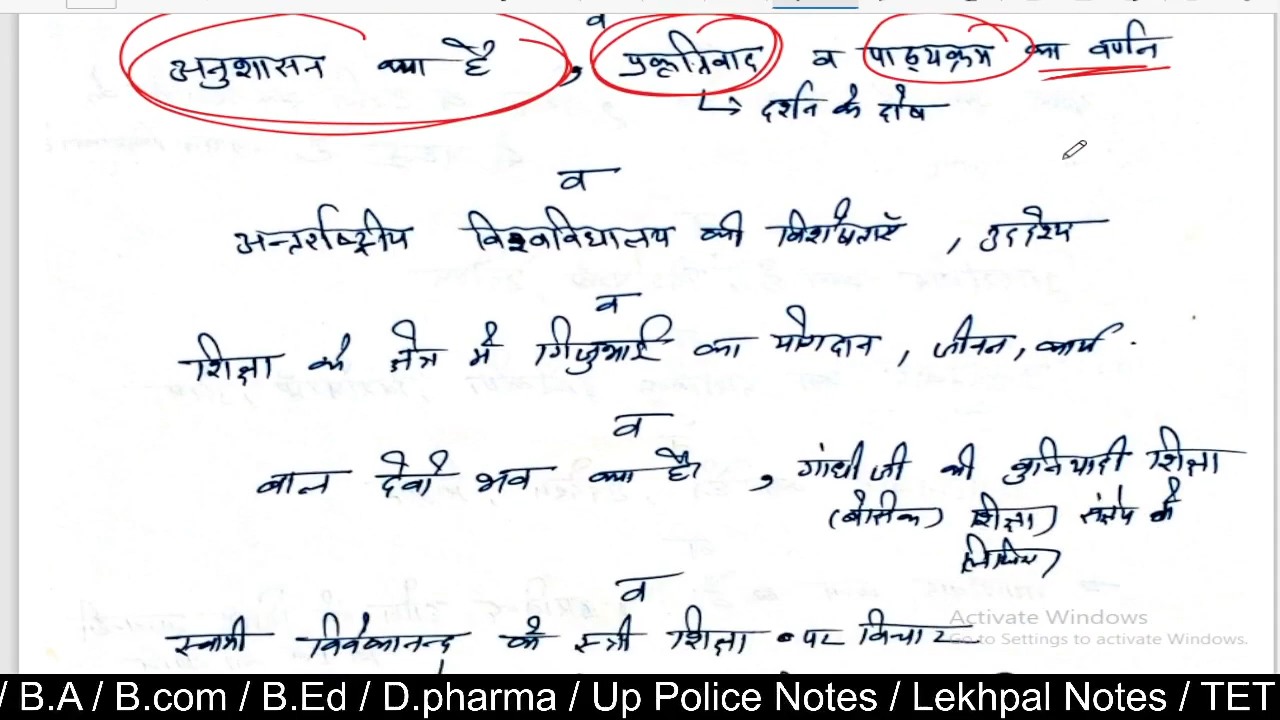 व
अनुशासन क्या है, प्रकृतिवाद व पाठ्यक्रम का वर्णन
↳ दर्शन के दोष
व
अन्तर्राष्ट्रीय विश्वविद्यालय की विशेषताएँ, उद्देश्य
व
शिक्षा के क्षेत्र में गिजुभाई का योगदान, जीवन, कार्य.
व
बाल देवो भव क्या है, गांधी जी की बुनियादी शिक्षा
(बेसिक) शिक्षा) संक्षेप के
लिखिए)
व
स्वामी विवेकानन्द के स्त्री शिक्षा पर विचार
Activate Windows
Go to Settings to activate Windows.
/ B.A / B.com / B.Ed / D.pharma / Up Police Notes / Lekhpal Notes / TET